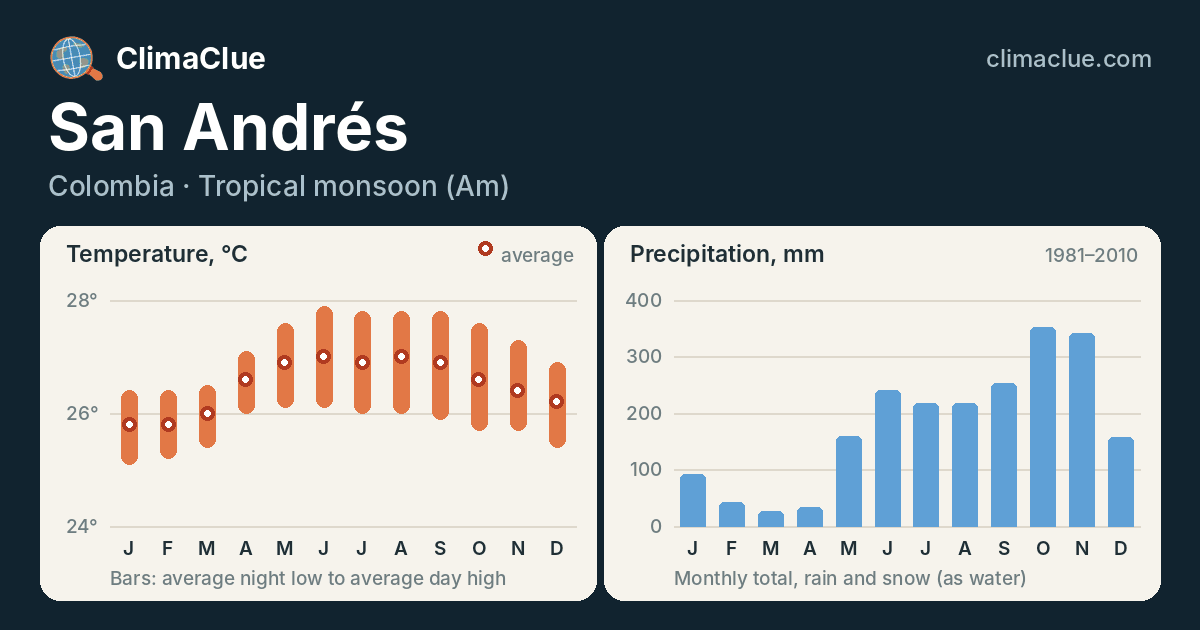 ClimaClue
climaclue.com
San Andrés
Colombia · Tropical monsoon (Am)
Temperature, °C
average
28°
26°
24°
J F M A M J J A S O N D
Bars: average night low to average day high
Precipitation, mm
1981–2010
400
300
200
100
0
J F M A M J J A S O N D
Monthly total, rain and snow (as water)